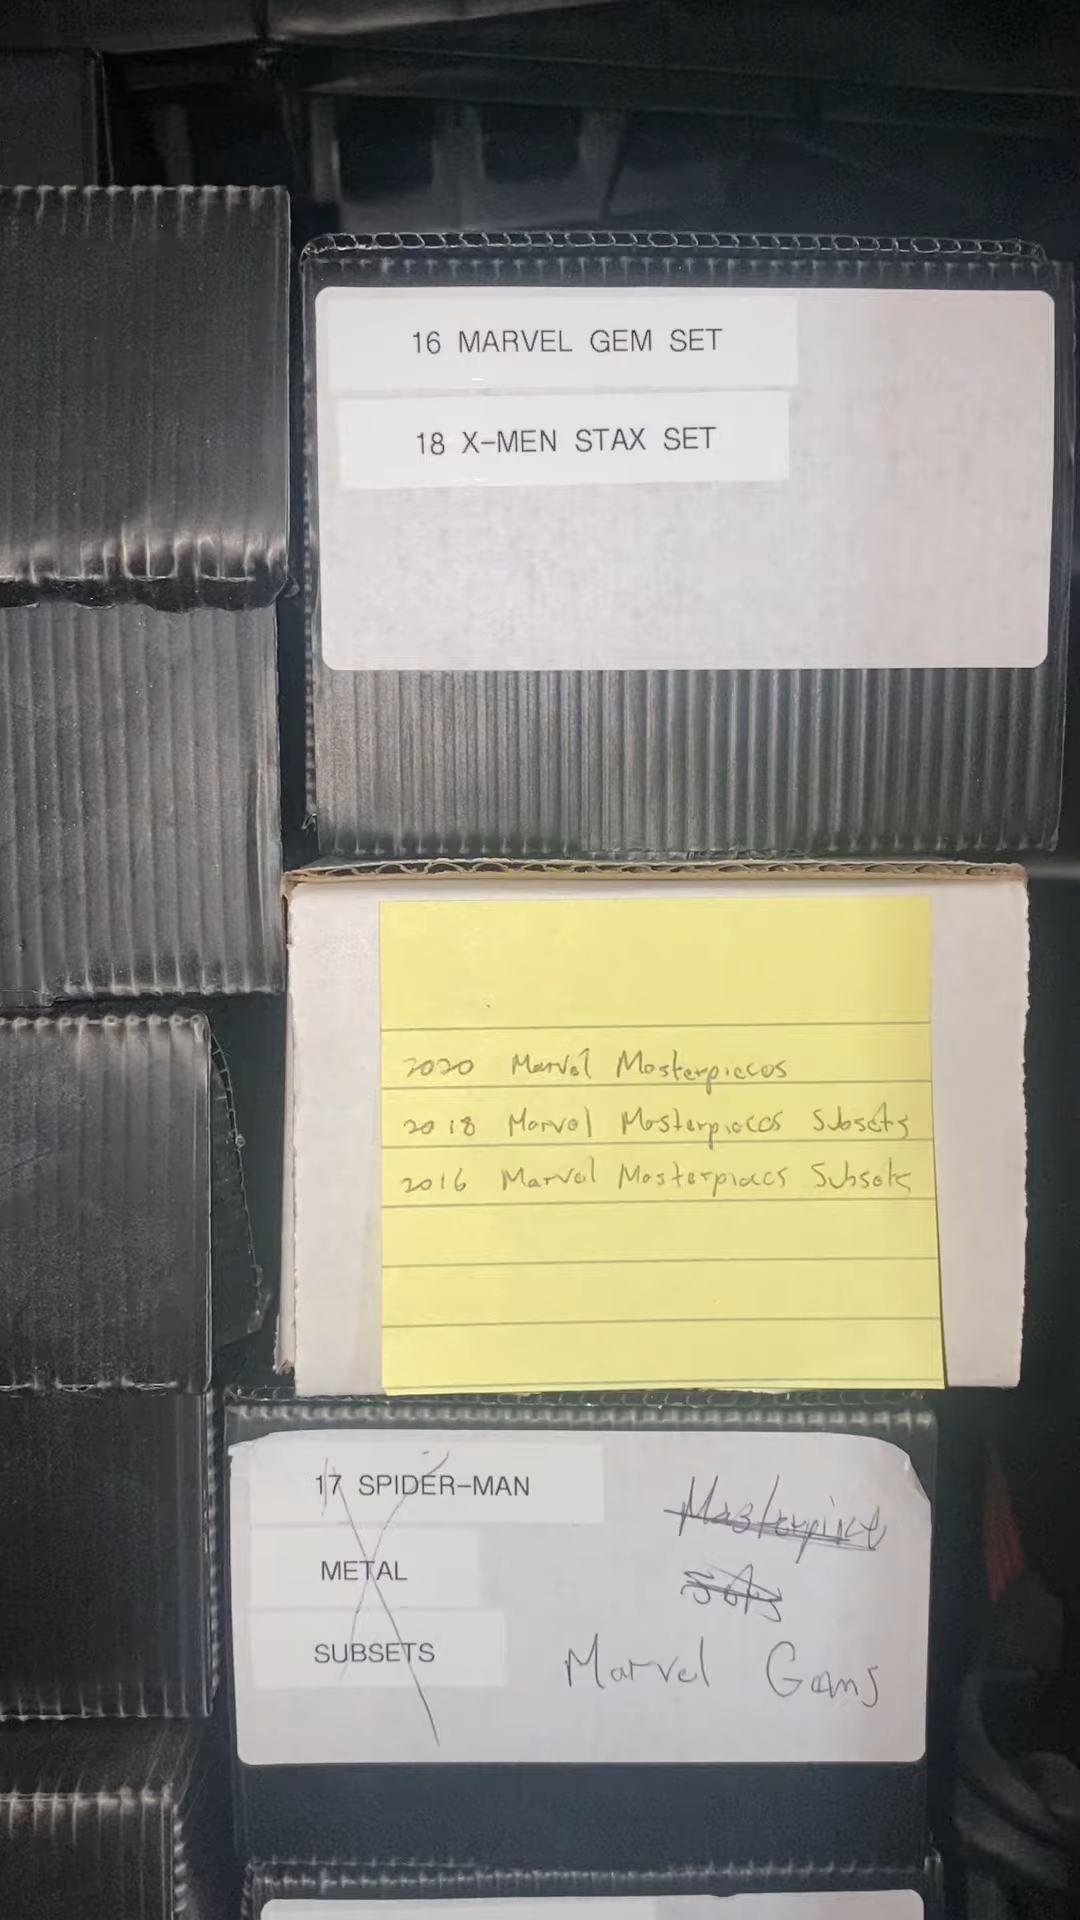 16 MARVEL GEM SET
18 X-MEN STAX SET
2020 Marvel Masterpieces
2018 Marvel Masterpieces Subsets
2016 Marvel Masterpiaces Subsets
17 SPIDER-MAN
METAL
SUBSETS
Masterpiece
Sets
Marvel Gems